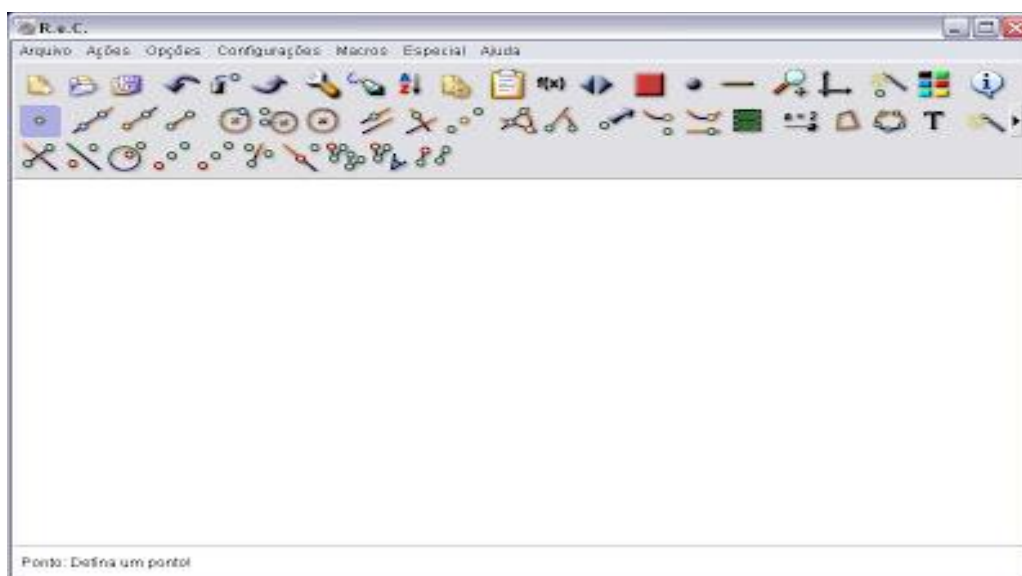 R.e.C.
Arquivo Ações Opções Configurações Macros Especial Ajuda
f(x)
T
Ponto: Defina um ponto!